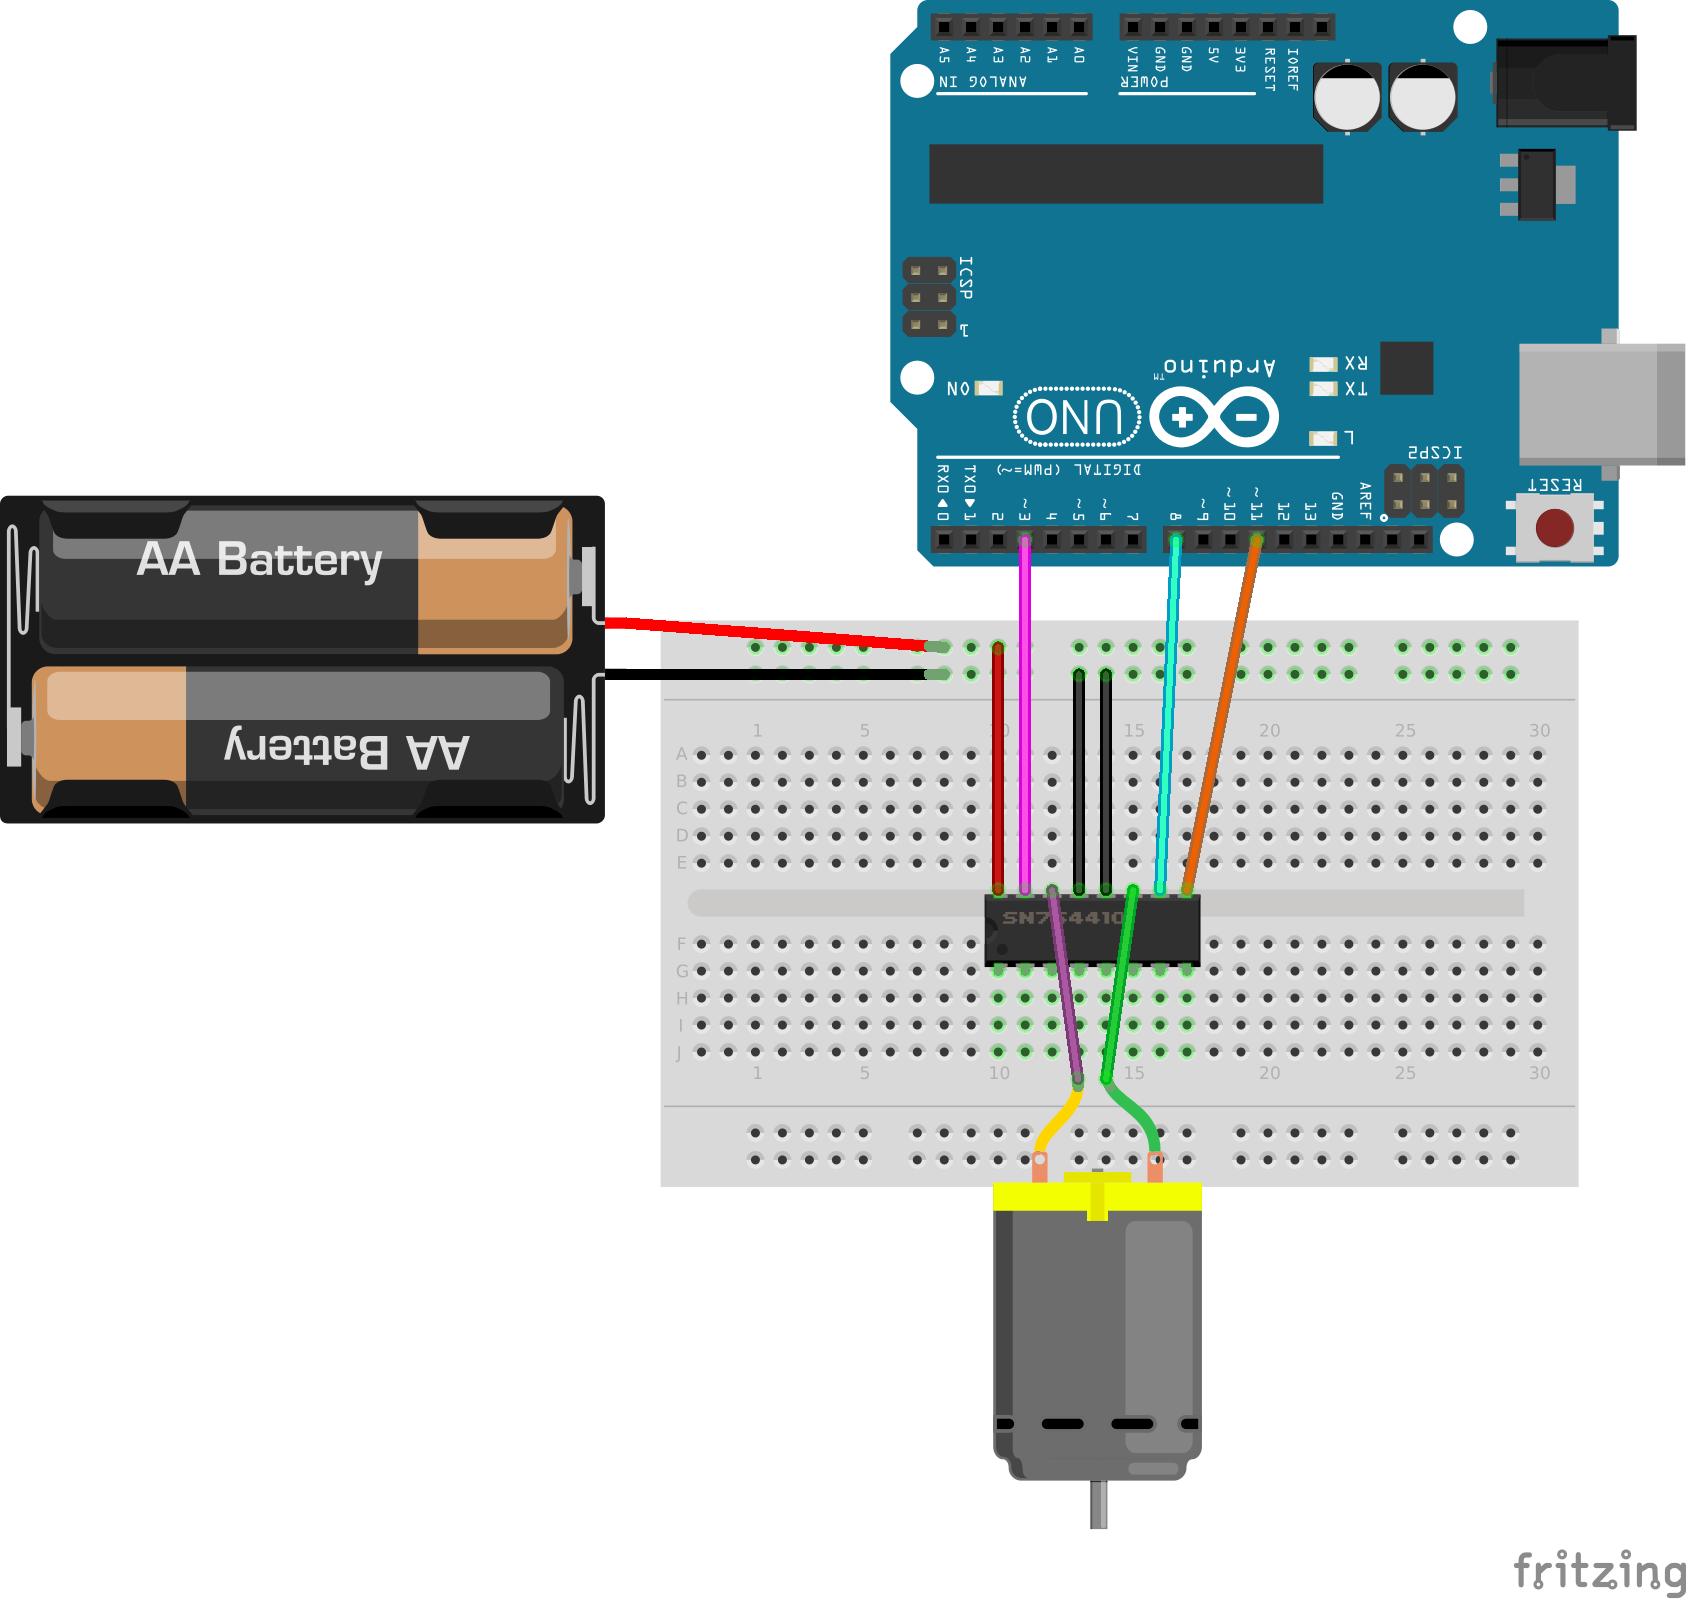 A5 A4 A3 A2 A1 A0
VIN GND GND 5V 3V3 RESET IOREF
ANALOG IN
POWER
ICSP
1
ON
UNO
Arduino
TM
RX
TX
L
ICSP2
RESET
DIGITAL (PWM=~)
RX0 ◀ 0
TX0 ▶ 1
2
~3
4
~5
~6
7
8
~9
~10
~11
12
13
GND
AREF
AA Battery
AA Battery
1 5 10 15 20 25 30
A
B
C
D
E
SN754410
F
G
H
I
J
1 5 10 15 20 25 30
fritzing